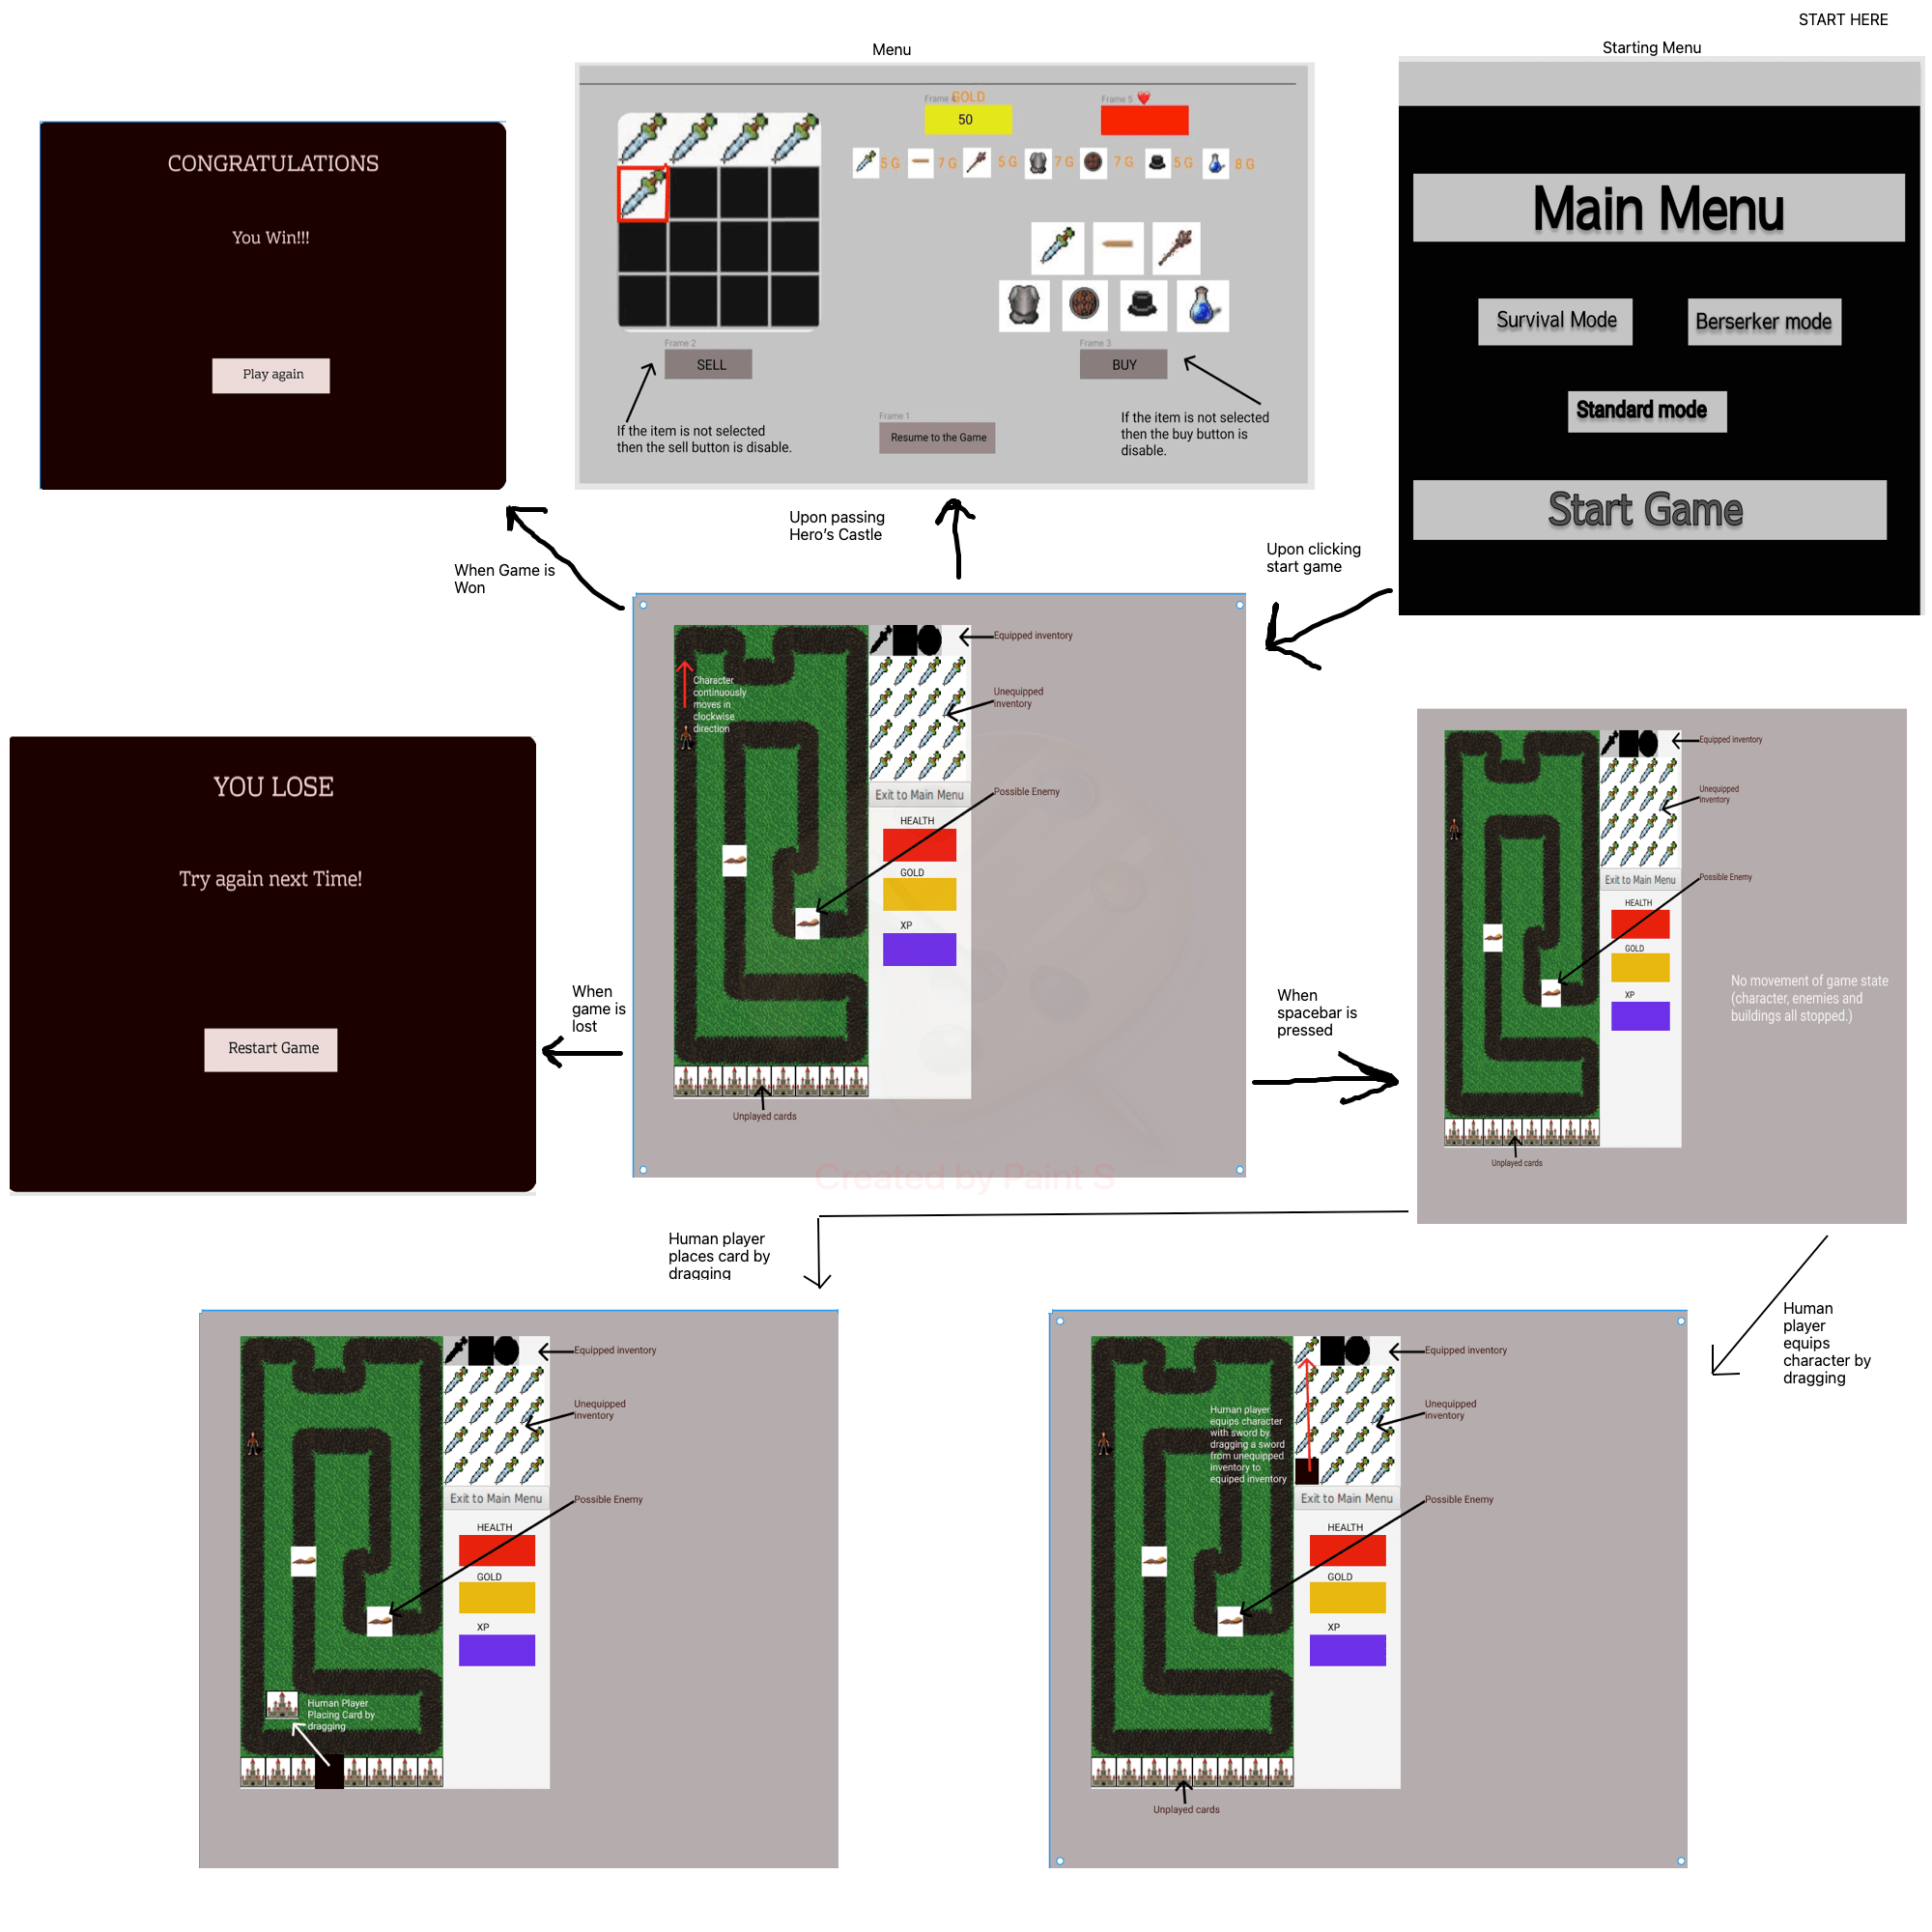 START HERE
Starting Menu
Main Menu
Survival Mode
Berserker mode
Standard mode
Start Game
Menu
Frame
GOLD
50
Frame 5
5 G
7 G
5 G
7 G
7 G
5 G
8 G
Frame 2
SELL
Frame 3
BUY
If the item is not selected
then the sell button is disable.
Frame 1
Resume to the Game
If the item is not selected
then the buy button is
disable.
CONGRATULATIONS
You Win!!!
Play again
When Game is
Won
Upon passing
Hero's Castle
Upon clicking
start game
Character
continuously
moves in
clockwise
direction
Equipped inventory
Unequipped
inventory
Possible Enemy
Exit to Main Menu
HEALTH
GOLD
XP
Unplayed cards
Created by Paint S
YOU LOSE
Try again next Time!
Restart Game
When
game is
lost
When
spacebar is
pressed
Equipped inventory
Unequipped
inventory
Possible Enemy
Exit to Main Menu
HEALTH
GOLD
XP
No movement of game state
(character, enemies and
buildings all stopped.)
Unplayed cards
Human player
places card by
dragging
Human
player
equips
character by
dragging
Equipped inventory
Unequipped
inventory
Exit to Main Menu
Possible Enemy
HEALTH
GOLD
XP
Human Player
Placing Card by
dragging
Equipped inventory
Unequipped
inventory
Human player
equips character
with sword by
dragging a sword
from unequipped
inventory to
equiped inventory
Exit to Main Menu
Possible Enemy
HEALTH
GOLD
XP
Unplayed cards